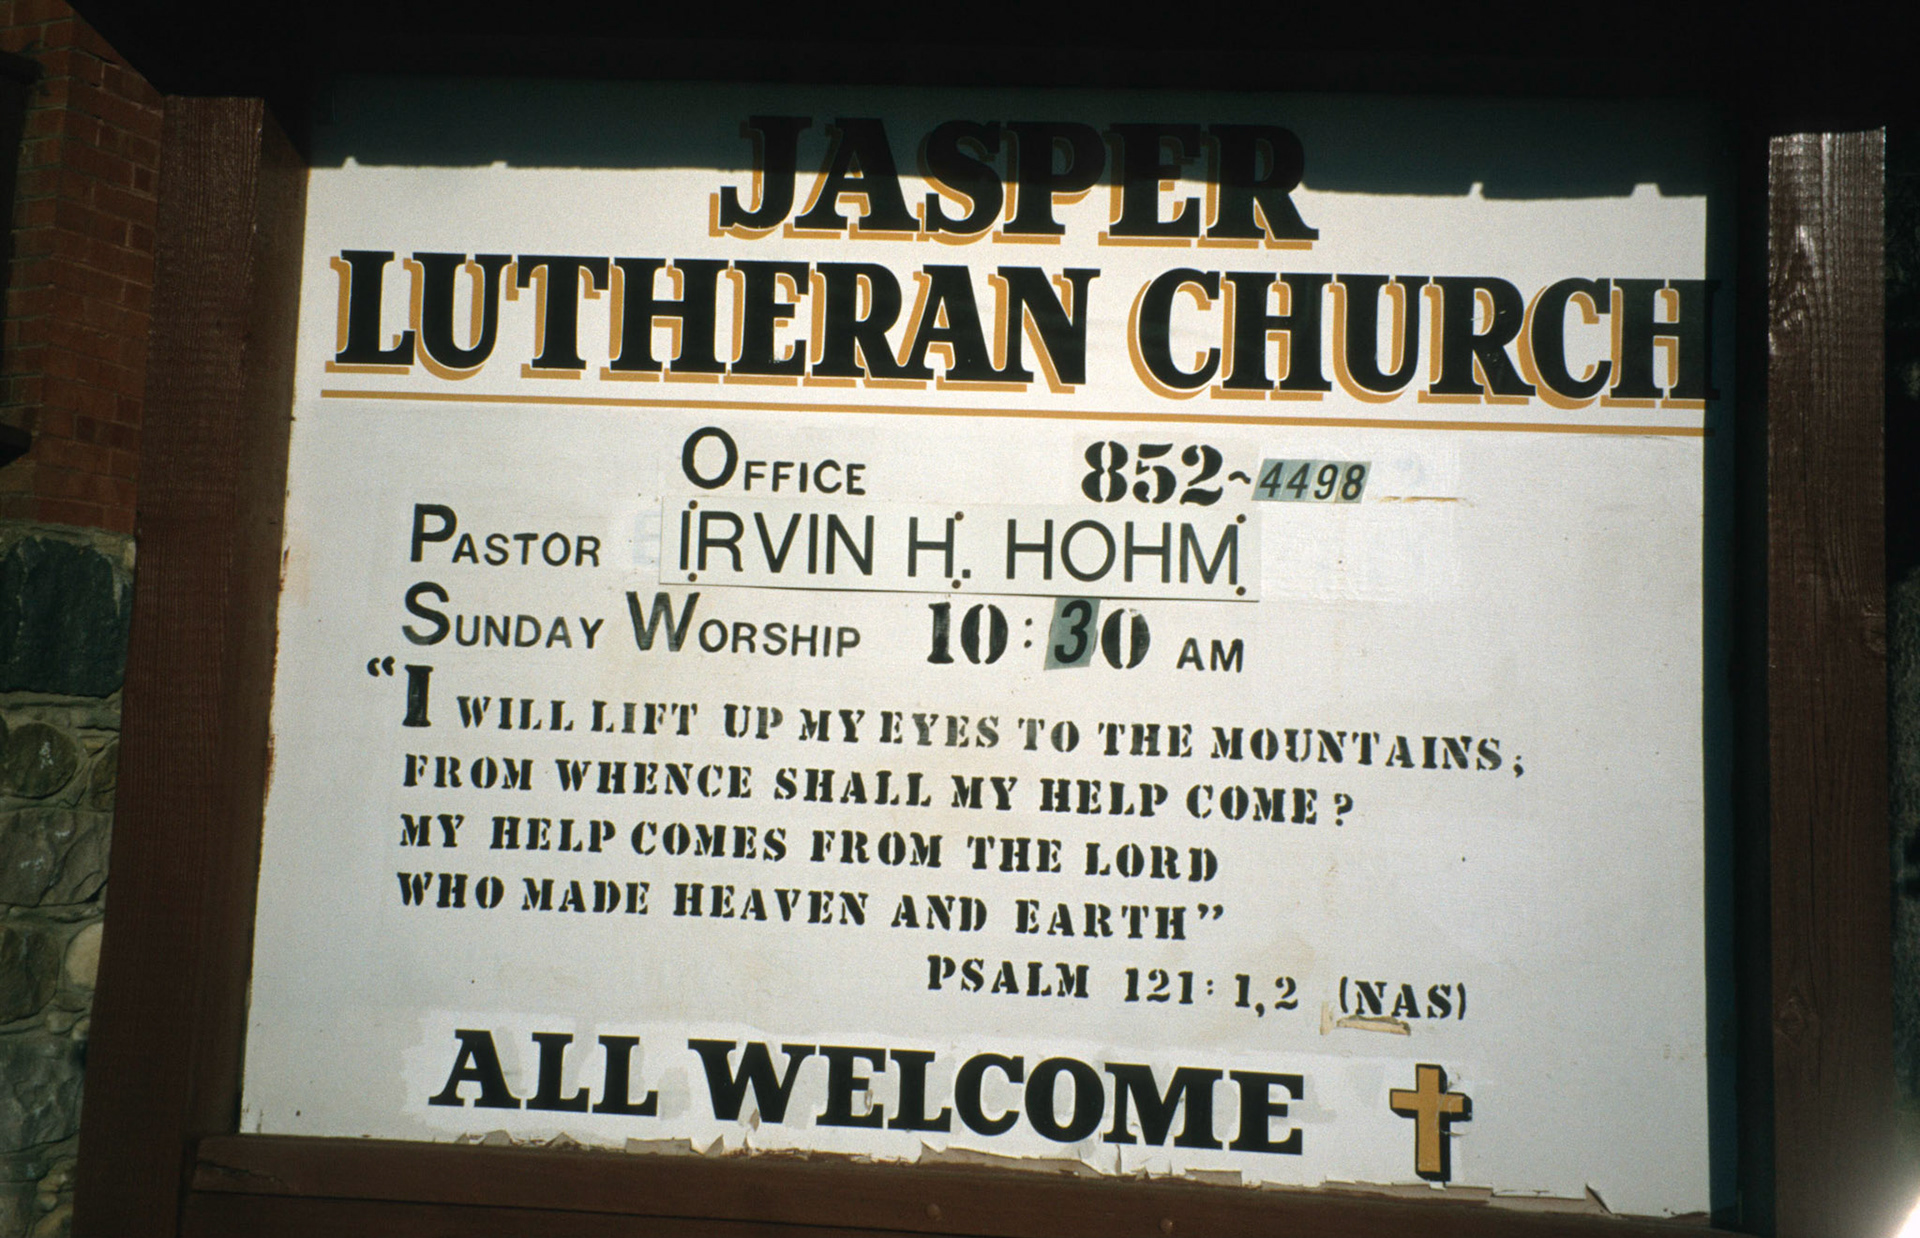 JASPER
LUTHERAN CHURCH
OFFICE 852~4498
PASTOR IRVIN H. HOHM
SUNDAY WORSHIP 10:30 AM
“I WILL LIFT UP MY EYES TO THE MOUNTAINS;
FROM WHENCE SHALL MY HELP COME?
MY HELP COMES FROM THE LORD
WHO MADE HEAVEN AND EARTH”
PSALM 121:1,2 (NAS)
ALL WELCOME